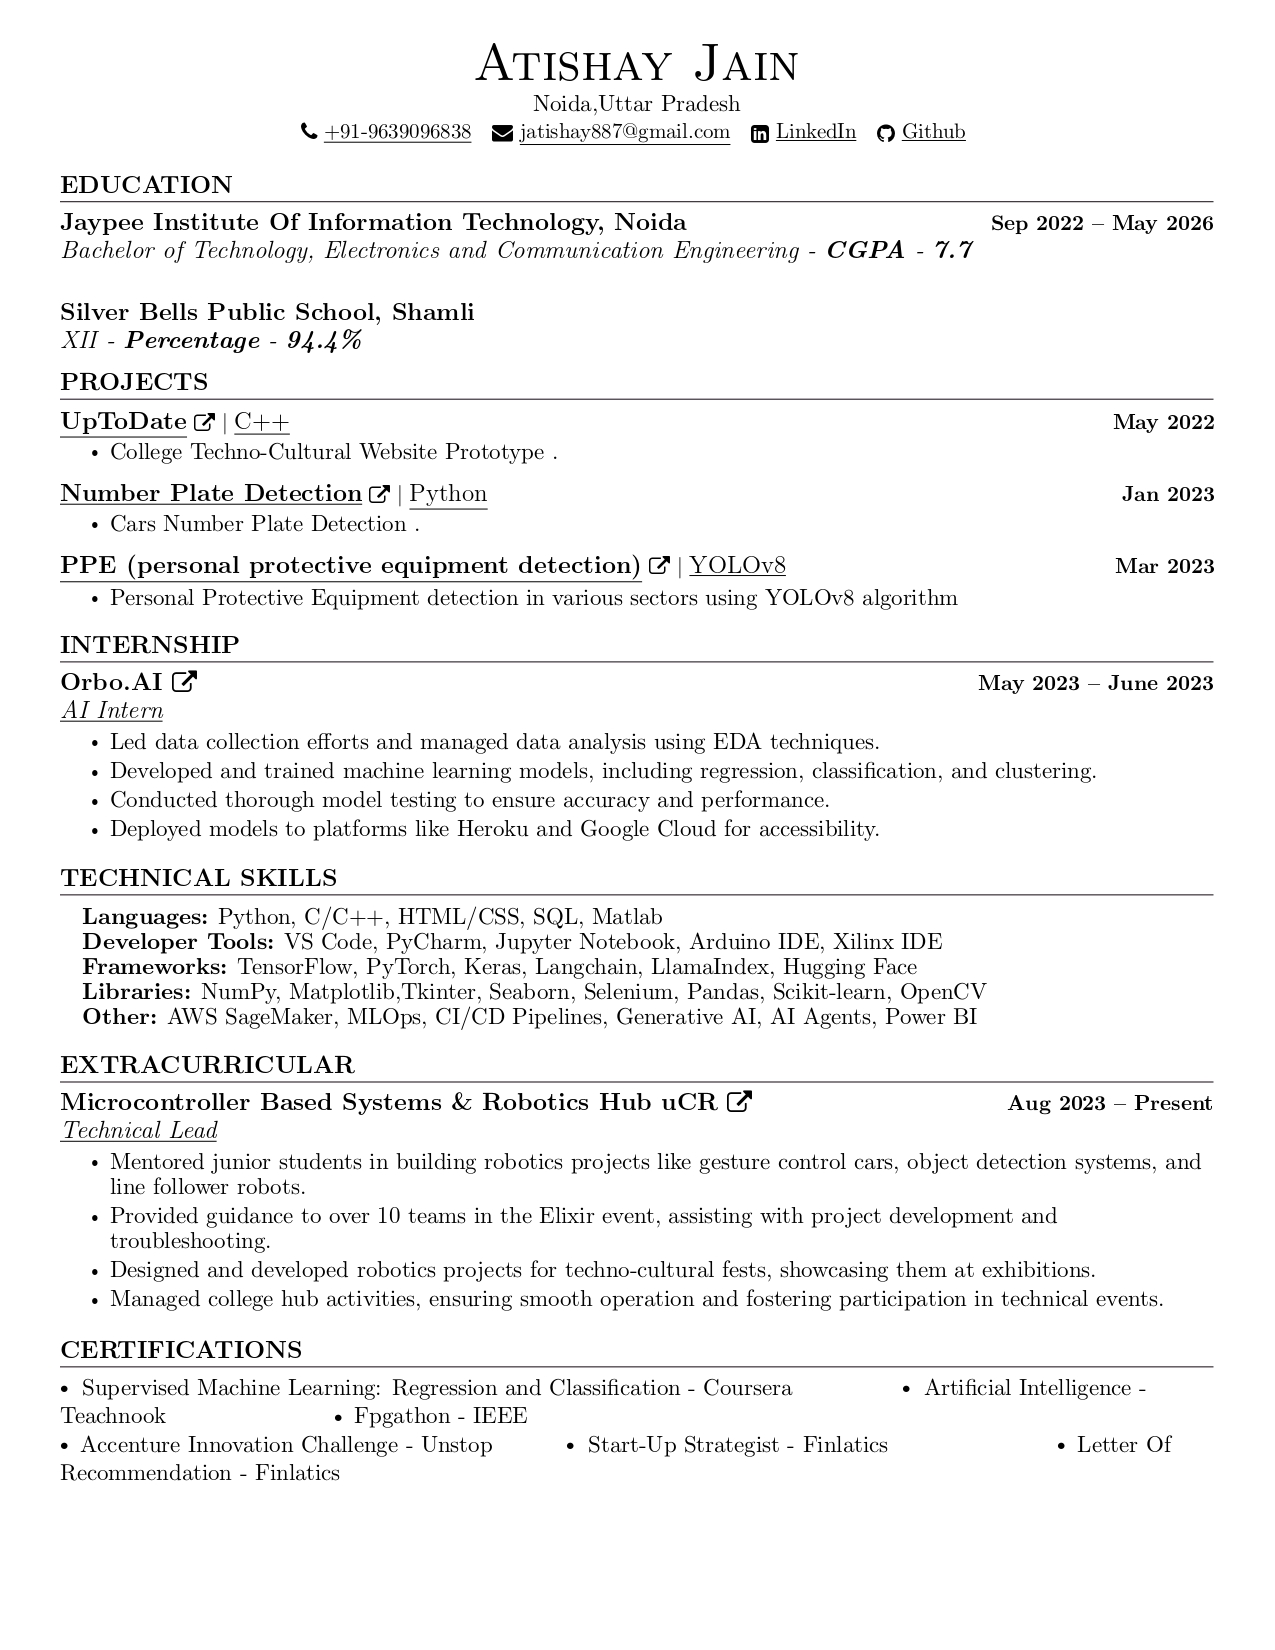 Atishay Jain
Noida,Uttar Pradesh
+91-9639096838 jatishay887@gmail.com LinkedIn Github
EDUCATION
Jaypee Institute Of Information Technology, Noida Sep 2022 – May 2026
Bachelor of Technology, Electronics and Communication Engineering - CGPA - 7.7
Silver Bells Public School, Shamli
XII - Percentage - 94.4%
PROJECTS
UpToDate | C++ May 2022
• College Techno-Cultural Website Prototype .
Number Plate Detection | Python Jan 2023
• Cars Number Plate Detection .
PPE (personal protective equipment detection) | YOLOv8 Mar 2023
• Personal Protective Equipment detection in various sectors using YOLOv8 algorithm
INTERNSHIP
Orbo.AI May 2023 – June 2023
AI Intern
• Led data collection efforts and managed data analysis using EDA techniques.
• Developed and trained machine learning models, including regression, classification, and clustering.
• Conducted thorough model testing to ensure accuracy and performance.
• Deployed models to platforms like Heroku and Google Cloud for accessibility.
TECHNICAL SKILLS
Languages: Python, C/C++, HTML/CSS, SQL, Matlab
Developer Tools: VS Code, PyCharm, Jupyter Notebook, Arduino IDE, Xilinx IDE
Frameworks: TensorFlow, PyTorch, Keras, Langchain, LlamaIndex, Hugging Face
Libraries: NumPy, Matplotlib,Tkinter, Seaborn, Selenium, Pandas, Scikit-learn, OpenCV
Other: AWS SageMaker, MLOps, CI/CD Pipelines, Generative AI, AI Agents, Power BI
EXTRACURRICULAR
Microcontroller Based Systems & Robotics Hub uCR Aug 2023 – Present
Technical Lead
• Mentored junior students in building robotics projects like gesture control cars, object detection systems, and
line follower robots.
• Provided guidance to over 10 teams in the Elixir event, assisting with project development and
troubleshooting.
• Designed and developed robotics projects for techno-cultural fests, showcasing them at exhibitions.
• Managed college hub activities, ensuring smooth operation and fostering participation in technical events.
CERTIFICATIONS
• Supervised Machine Learning: Regression and Classification - Coursera • Artificial Intelligence -
Teachnook • Fpgathon - IEEE
• Accenture Innovation Challenge - Unstop • Start-Up Strategist - Finlatics • Letter Of
Recommendation - Finlatics